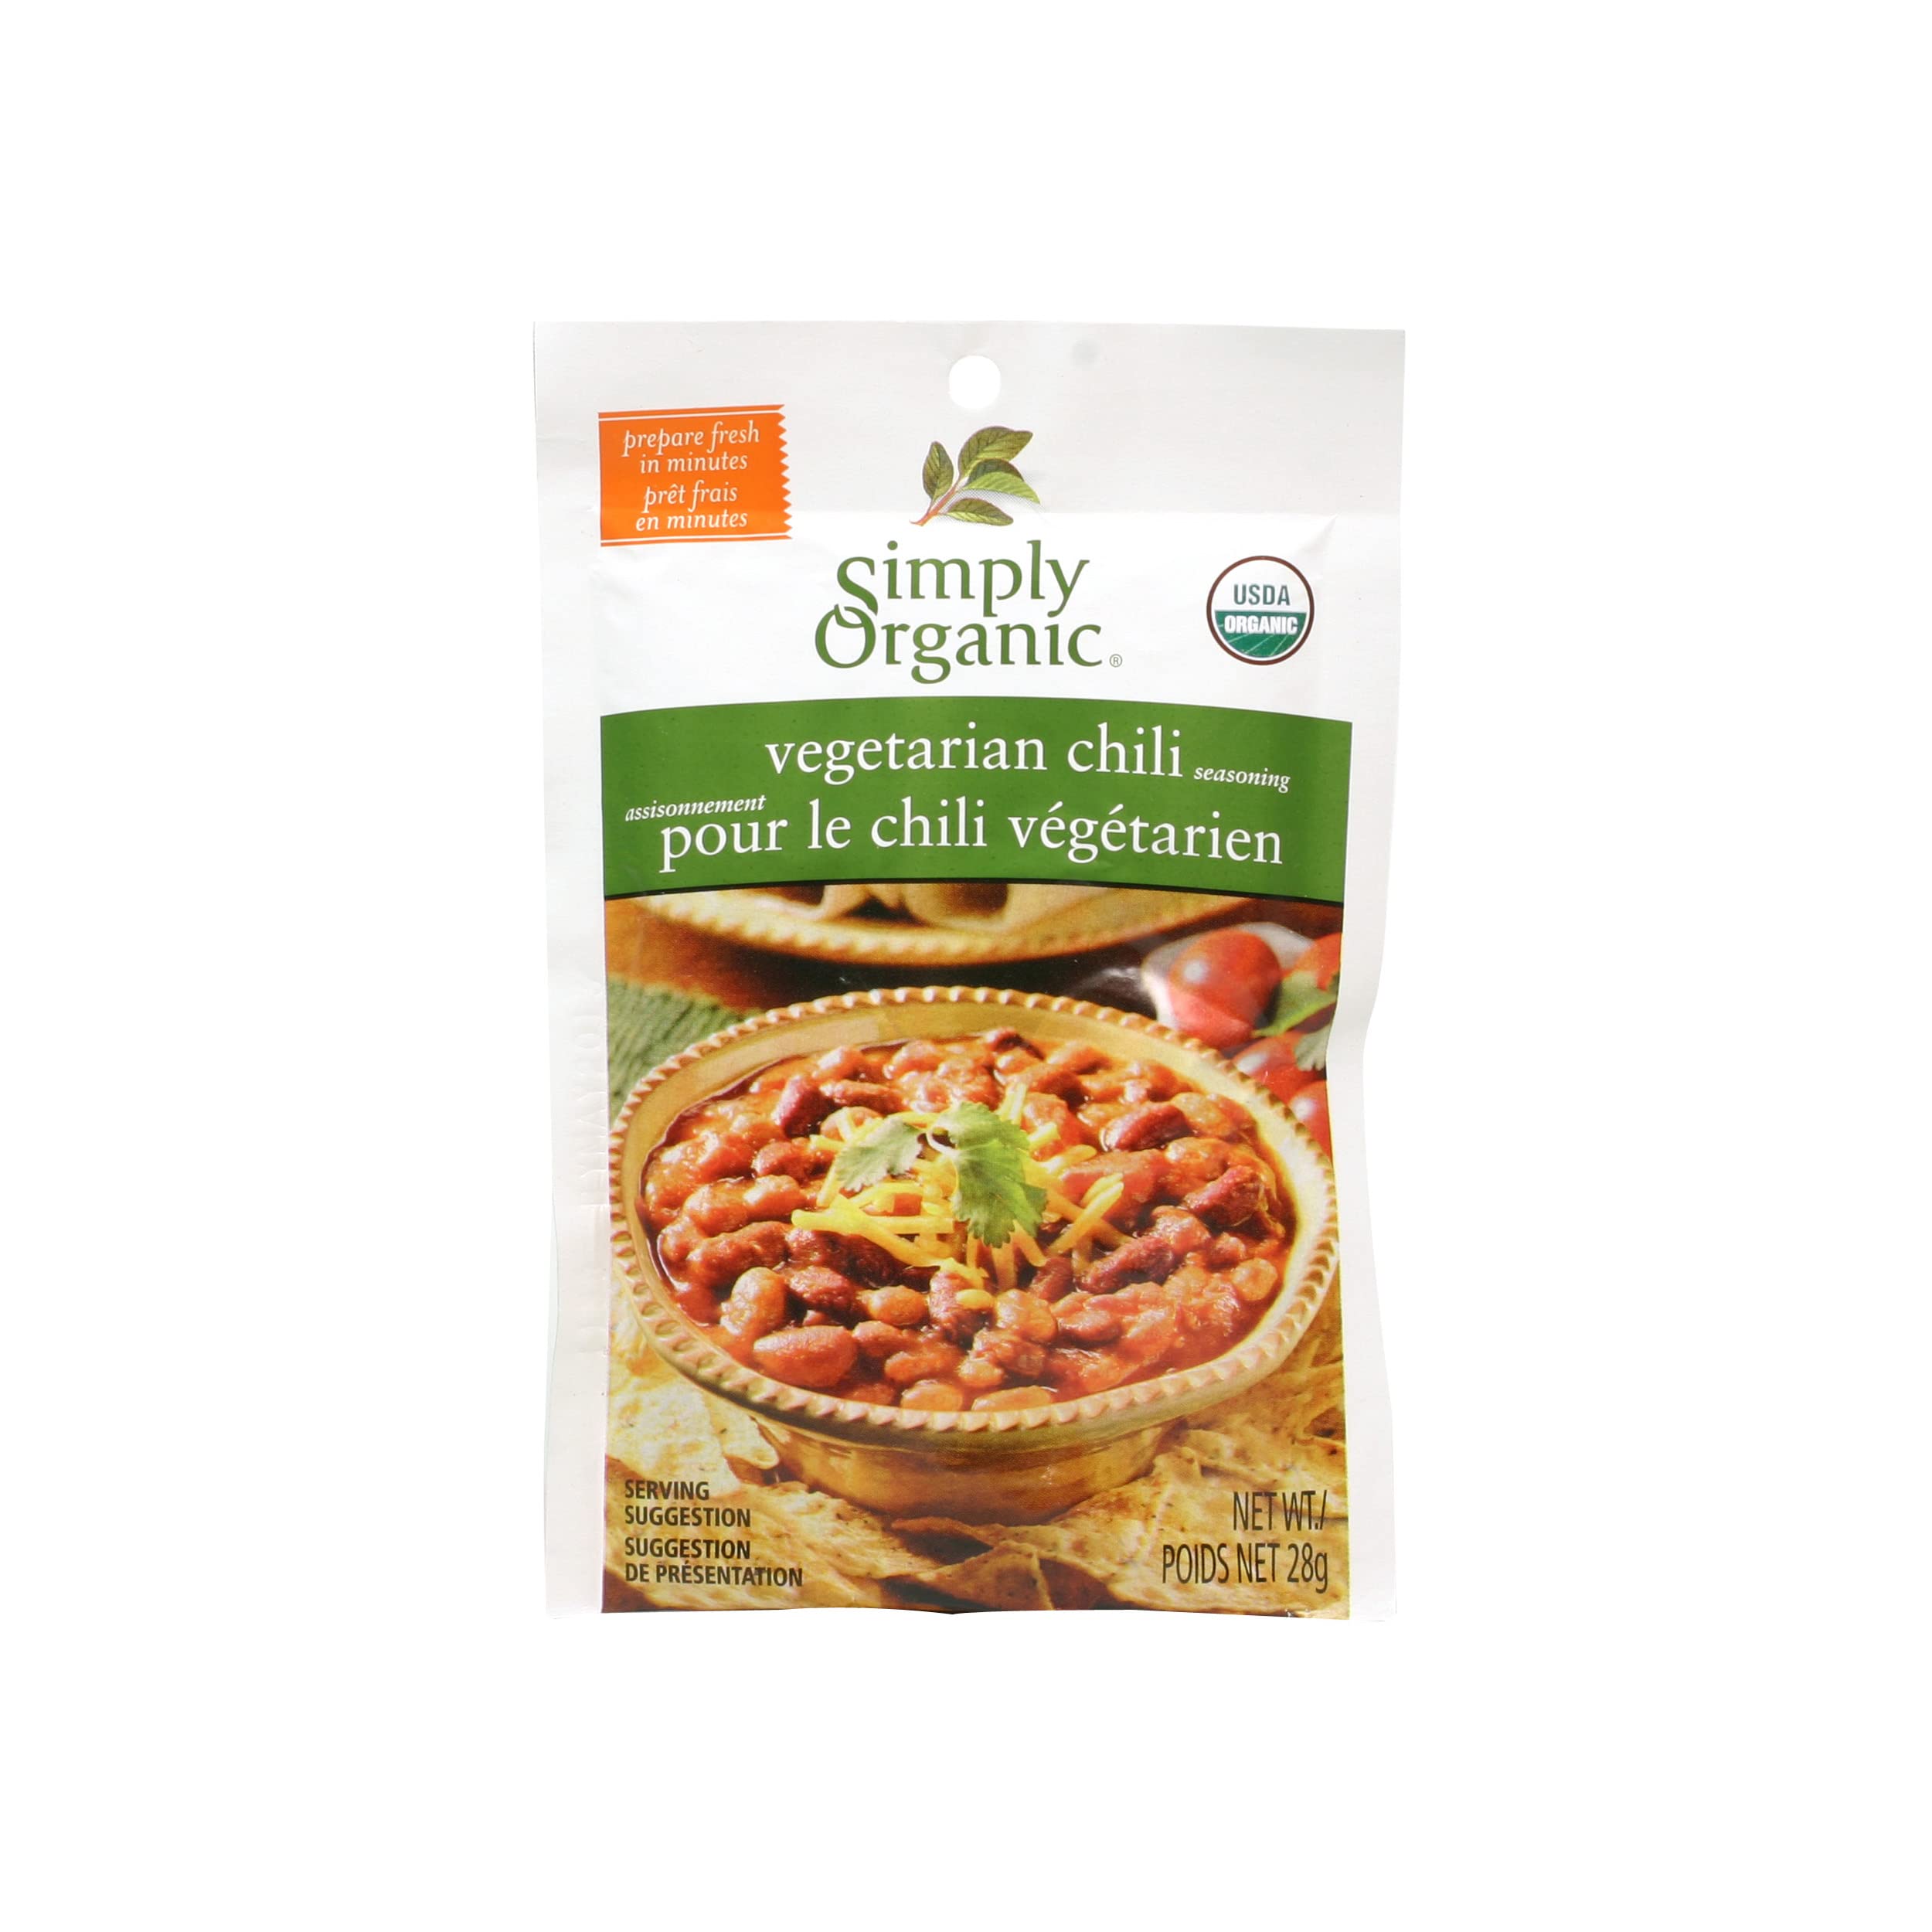 prepare fresh
in minutes
prêt frais
en minutes
Simply
Organic®
USDA
ORGANIC
vegetarian chili seasoning
assisonnement
pour le chili végétarien
SERVING
SUGGESTION
SUGGESTION
DE PRÉSENTATION
NET WT./
POIDS NET 28g